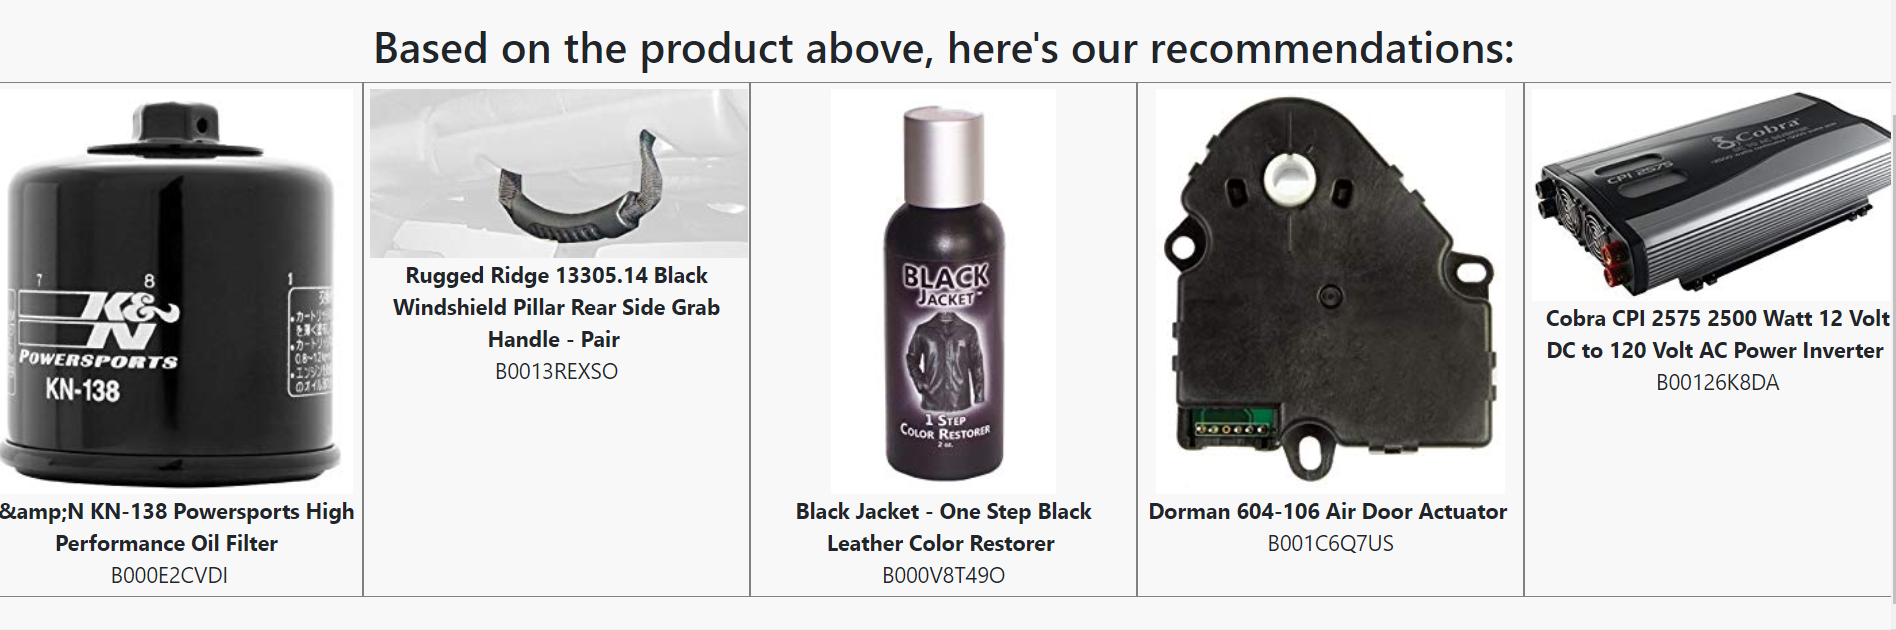 Based on the product above, here's our recommendations:
7 8 1
K&N
POWERSPORTS
KN-138
&amp;N KN-138 Powersports High
Performance Oil Filter
B000E2CVDI
Rugged Ridge 13305.14 Black
Windshield Pillar Rear Side Grab
Handle - Pair
B0013REXSO
BLACK
JACKET
1 STEP
COLOR RESTORER
2 oz.
Black Jacket - One Step Black
Leather Color Restorer
B000V8T49O
Dorman 604-106 Air Door Actuator
B001C6Q7US
Cobra
CPI 2575
Cobra CPI 2575 2500 Watt 12 Volt
DC to 120 Volt AC Power Inverter
B00126K8DA